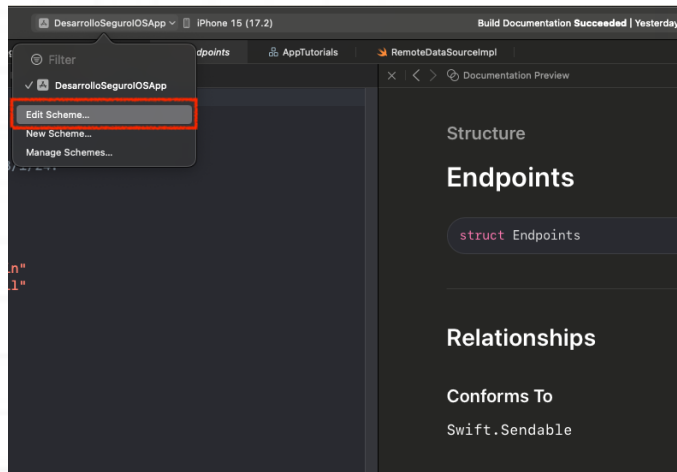 DesarrolloSeguroIOSApp iPhone 15 (17.2) Build Documentation Succeeded | Yesterday
dpoints AppTutorials RemoteDataSourceImpl
Filter
Documentation Preview
DesarrolloSeguroIOSApp
Edit Scheme...
New Scheme...
Manage Schemes...
Structure
Endpoints
struct Endpoints
n"
l"
Relationships
Conforms To
Swift.Sendable